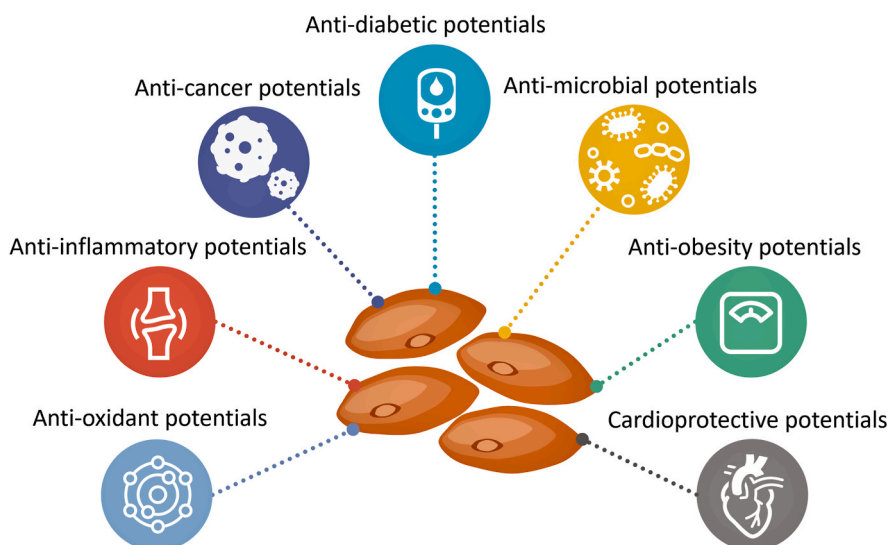 Anti-diabetic potentials
Anti-cancer potentials
Anti-microbial potentials
Anti-inflammatory potentials
Anti-obesity potentials
Anti-oxidant potentials
Cardioprotective potentials